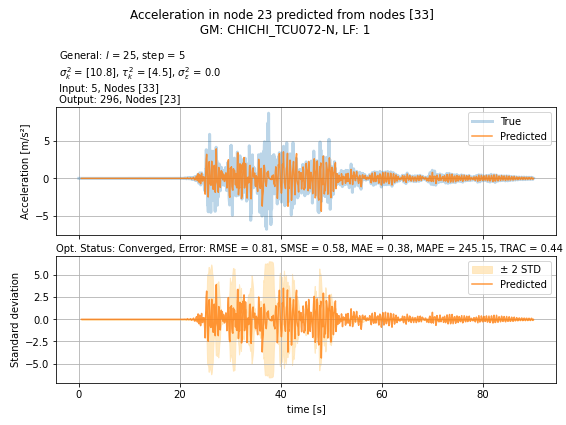 Acceleration in node 23 predicted from nodes [33]
GM: CHICHI_TCU072-N, LF: 1
General: l = 25, step = 5
σ²ₖ = [10.8], τ²ₖ = [4.5], σ²ε = 0.0
Input: 5, Nodes [33]
Output: 296, Nodes [23]
Acceleration [m/s²]
5
0
−5
True
Predicted
Opt. Status: Converged, Error: RMSE = 0.81, SMSE = 0.58, MAE = 0.38, MAPE = 245.15, TRAC = 0.44
Standard deviation
5.0
2.5
0.0
−2.5
−5.0
± 2 STD
Predicted
0 20 40 60 80
time [s]